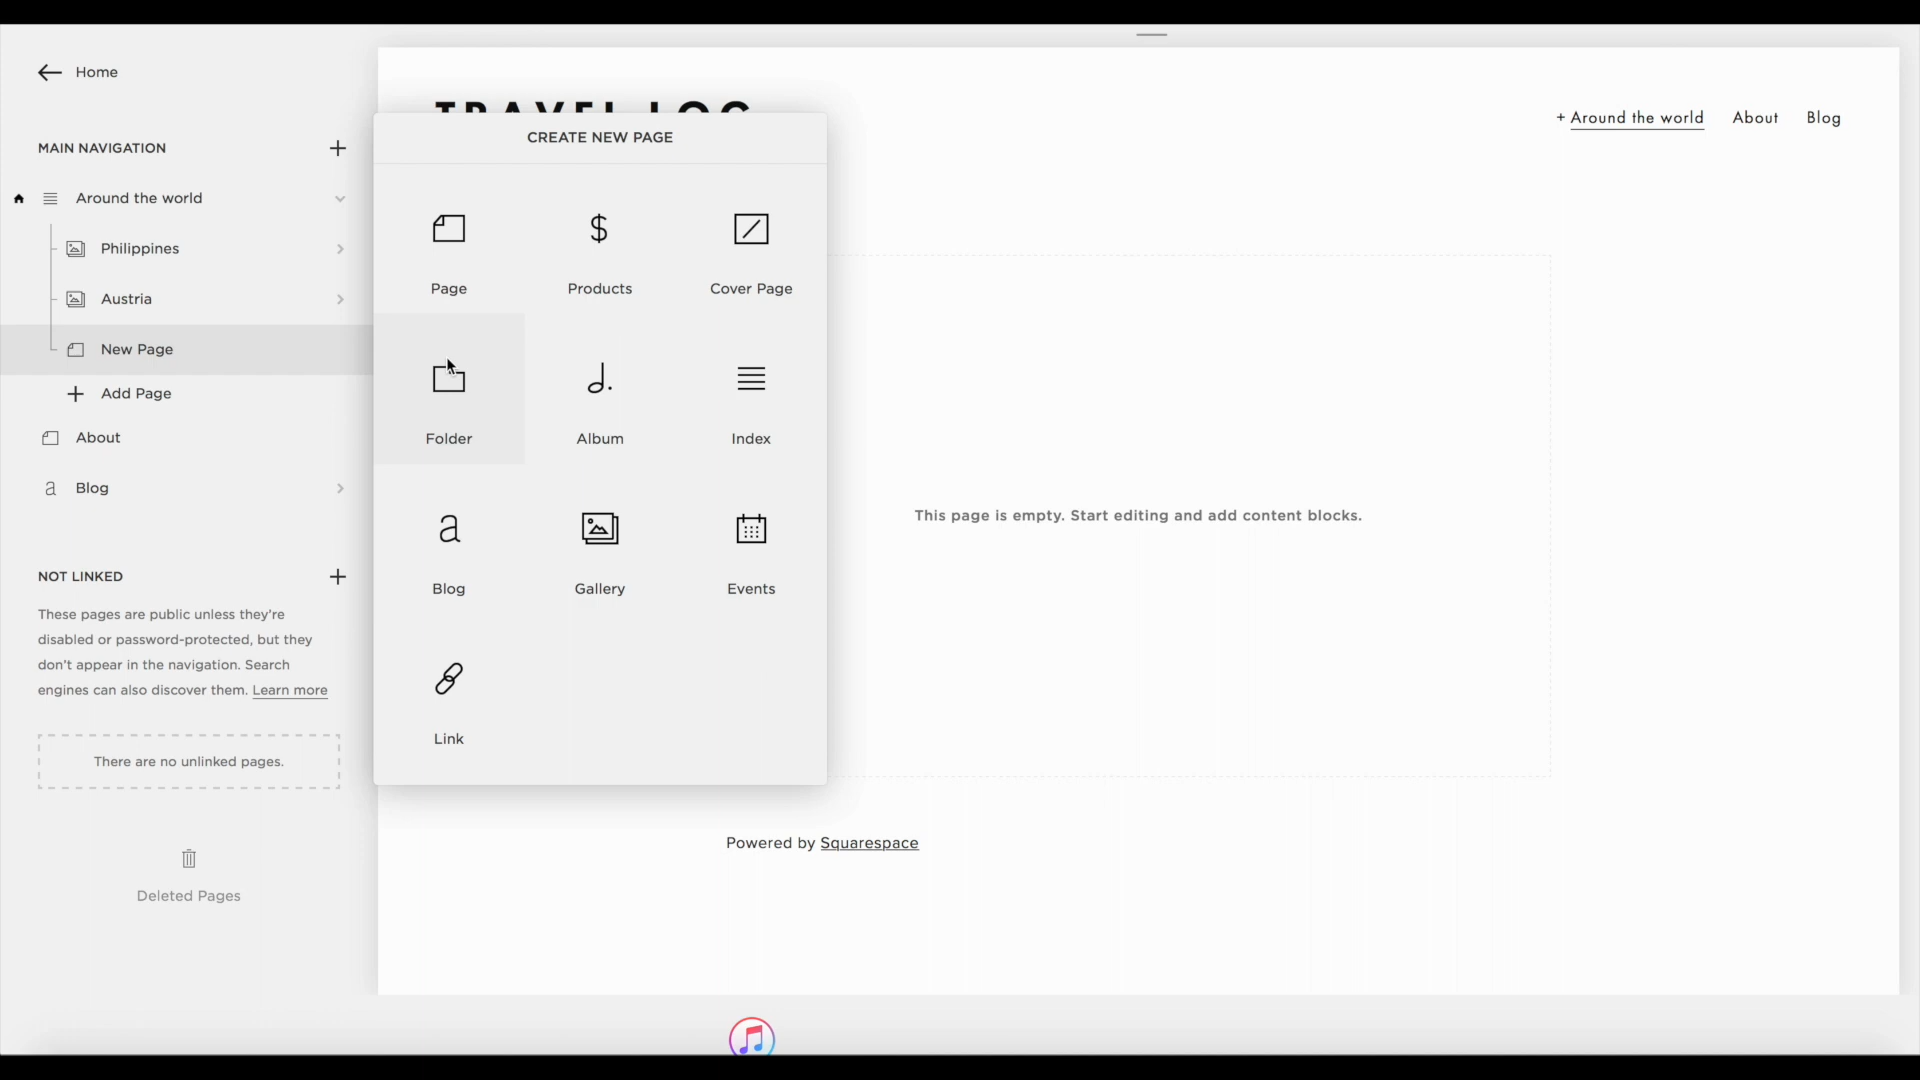 Home
MAIN NAVIGATION
Around the world
Philippines
Austria
New Page
Add Page
About
Blog
NOT LINKED
These pages are public unless they're
disabled or password-protected, but they
don't appear in the navigation. Search
engines can also discover them. Learn more
There are no unlinked pages.
Deleted Pages
TRAVEL LOG
+ Around the world About Blog
CREATE NEW PAGE
Page Products Cover Page
Folder Album Index
Blog Gallery Events
Link
This page is empty. Start editing and add content blocks.
Powered by Squarespace